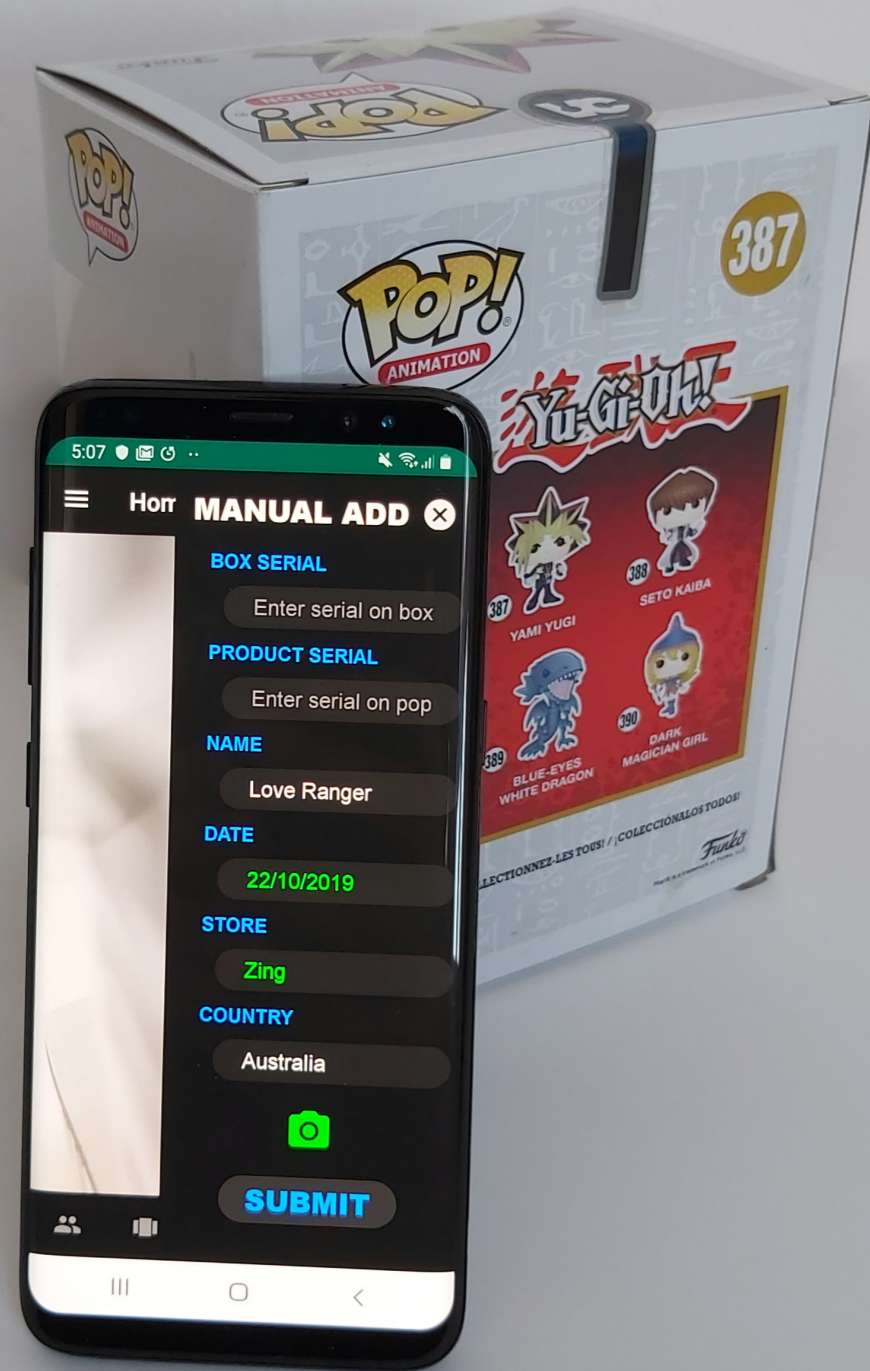 Funko
POP!
ANIMATION
POP!
ANIMATION
387
POP!
ANIMATION
Yu-Gi-Oh!
387
YAMI YUGI
388
SETO KAIBA
389
BLUE-EYES
WHITE DRAGON
390
DARK
MAGICIAN GIRL
LLECTIONNEZ-LES TOUS! / ¡COLECCIÓNALOS TODOS!
Funko
5:07
Hom
MANUAL ADD
BOX SERIAL
Enter serial on box
PRODUCT SERIAL
Enter serial on pop
NAME
Love Ranger
DATE
22/10/2019
STORE
Zing
COUNTRY
Australia
SUBMIT